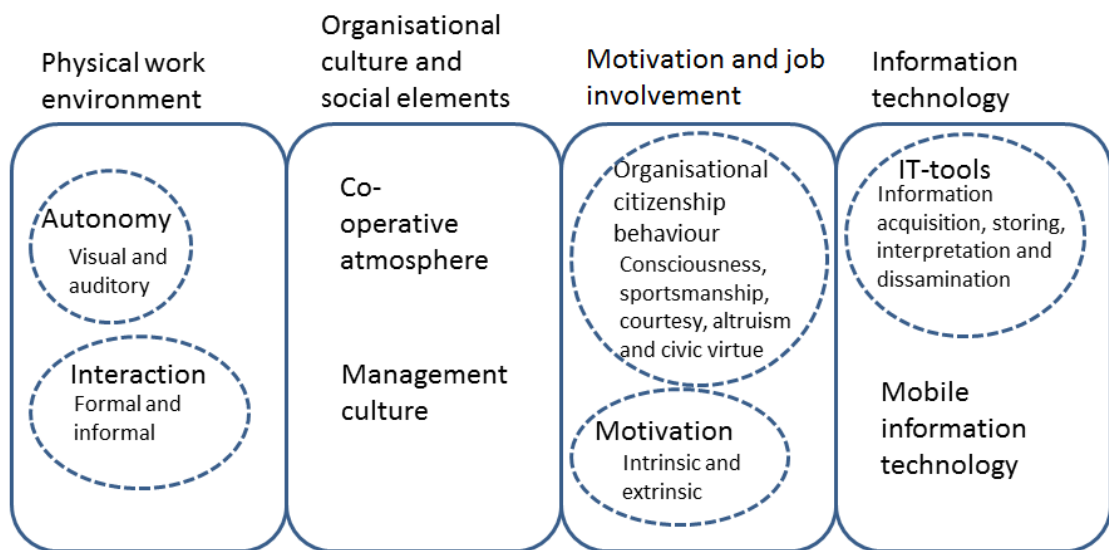 Physical work
environment
Autonomy
Visual and
auditory
Interaction
Formal and
informal
Organisational
culture and
social elements
Co-
operative
atmosphere
Management
culture
Motivation and job
involvement
Organisational
citizenship
behaviour
Consciousness,
sportsmanship,
courtesy, altruism
and civic virtue
Motivation
Intrinsic and
extrinsic
Information
technology
IT-tools
Information
acquisition, storing,
interpretation and
dissamination
Mobile
information
technology